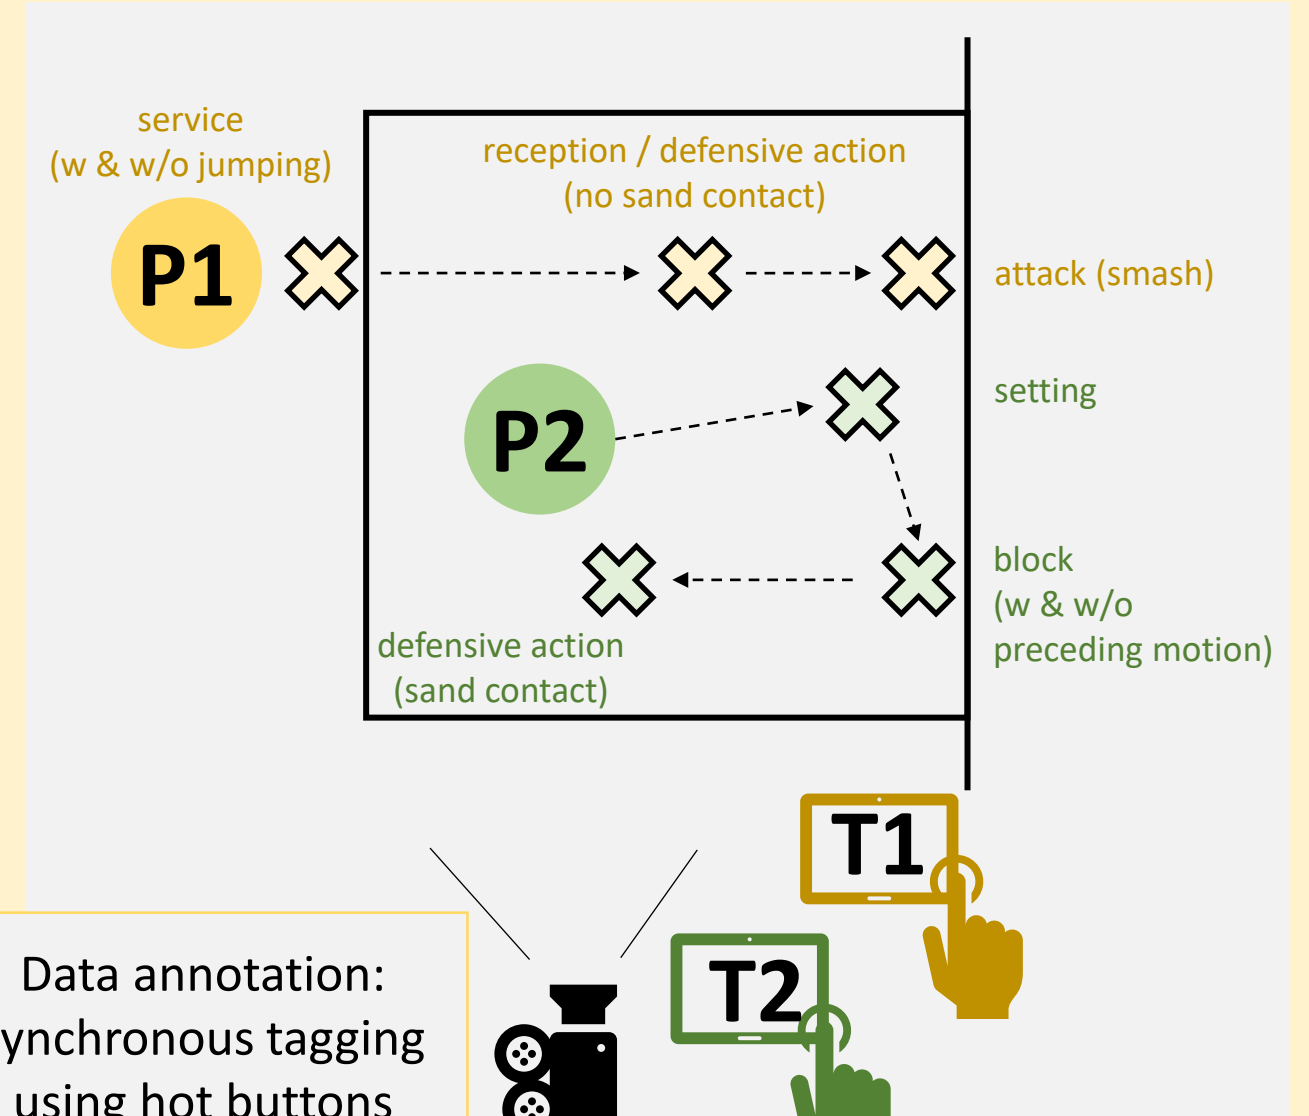 service
(w & w/o jumping)
reception / defensive action
(no sand contact)
P1
attack (smash)
P2
setting
block
(w & w/o
preceding motion)
defensive action
(sand contact)
T1
T2
Data annotation:
ynchronous tagging
using hot buttons